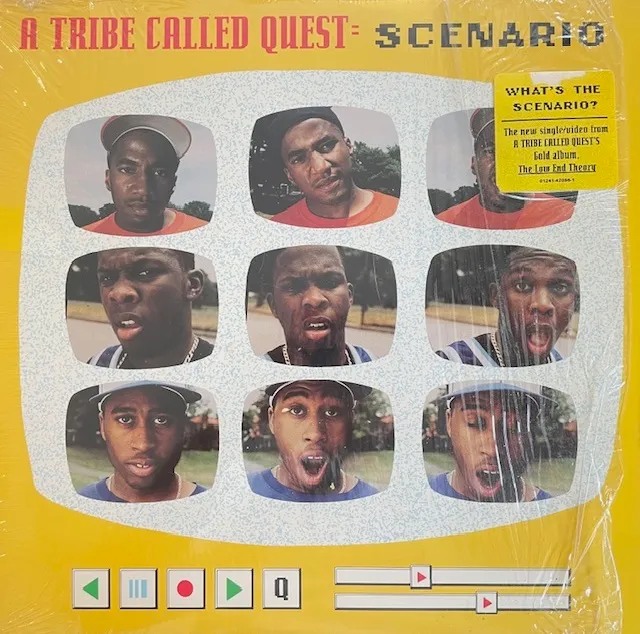 A TRIBE CALLED QUEST: SCENARIO
WHAT'S THE
SCENARIO?
The new single/video from
A TRIBE CALLED QUEST'S
Gold album,
The Low End Theory
Q